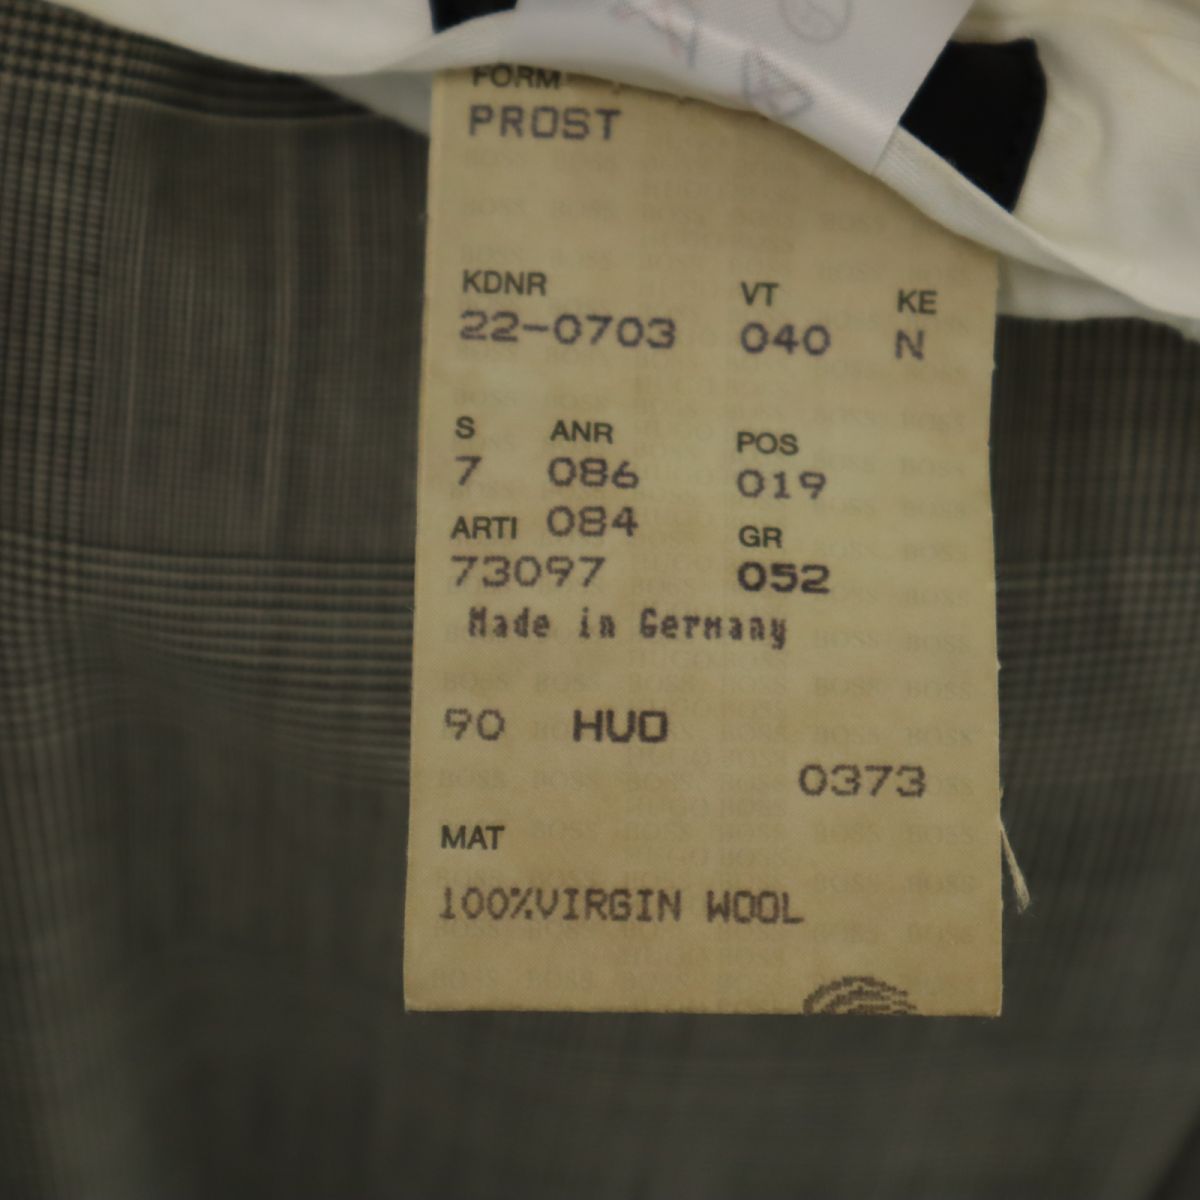 FORM
PROST
KDNR VT KE
22-0703 040 N
S ANR POS
7 086 019
ARTI 084 GR
73097 052
Made in Germany
90 HUO
0373
MAT
100%VIRGIN WOOL